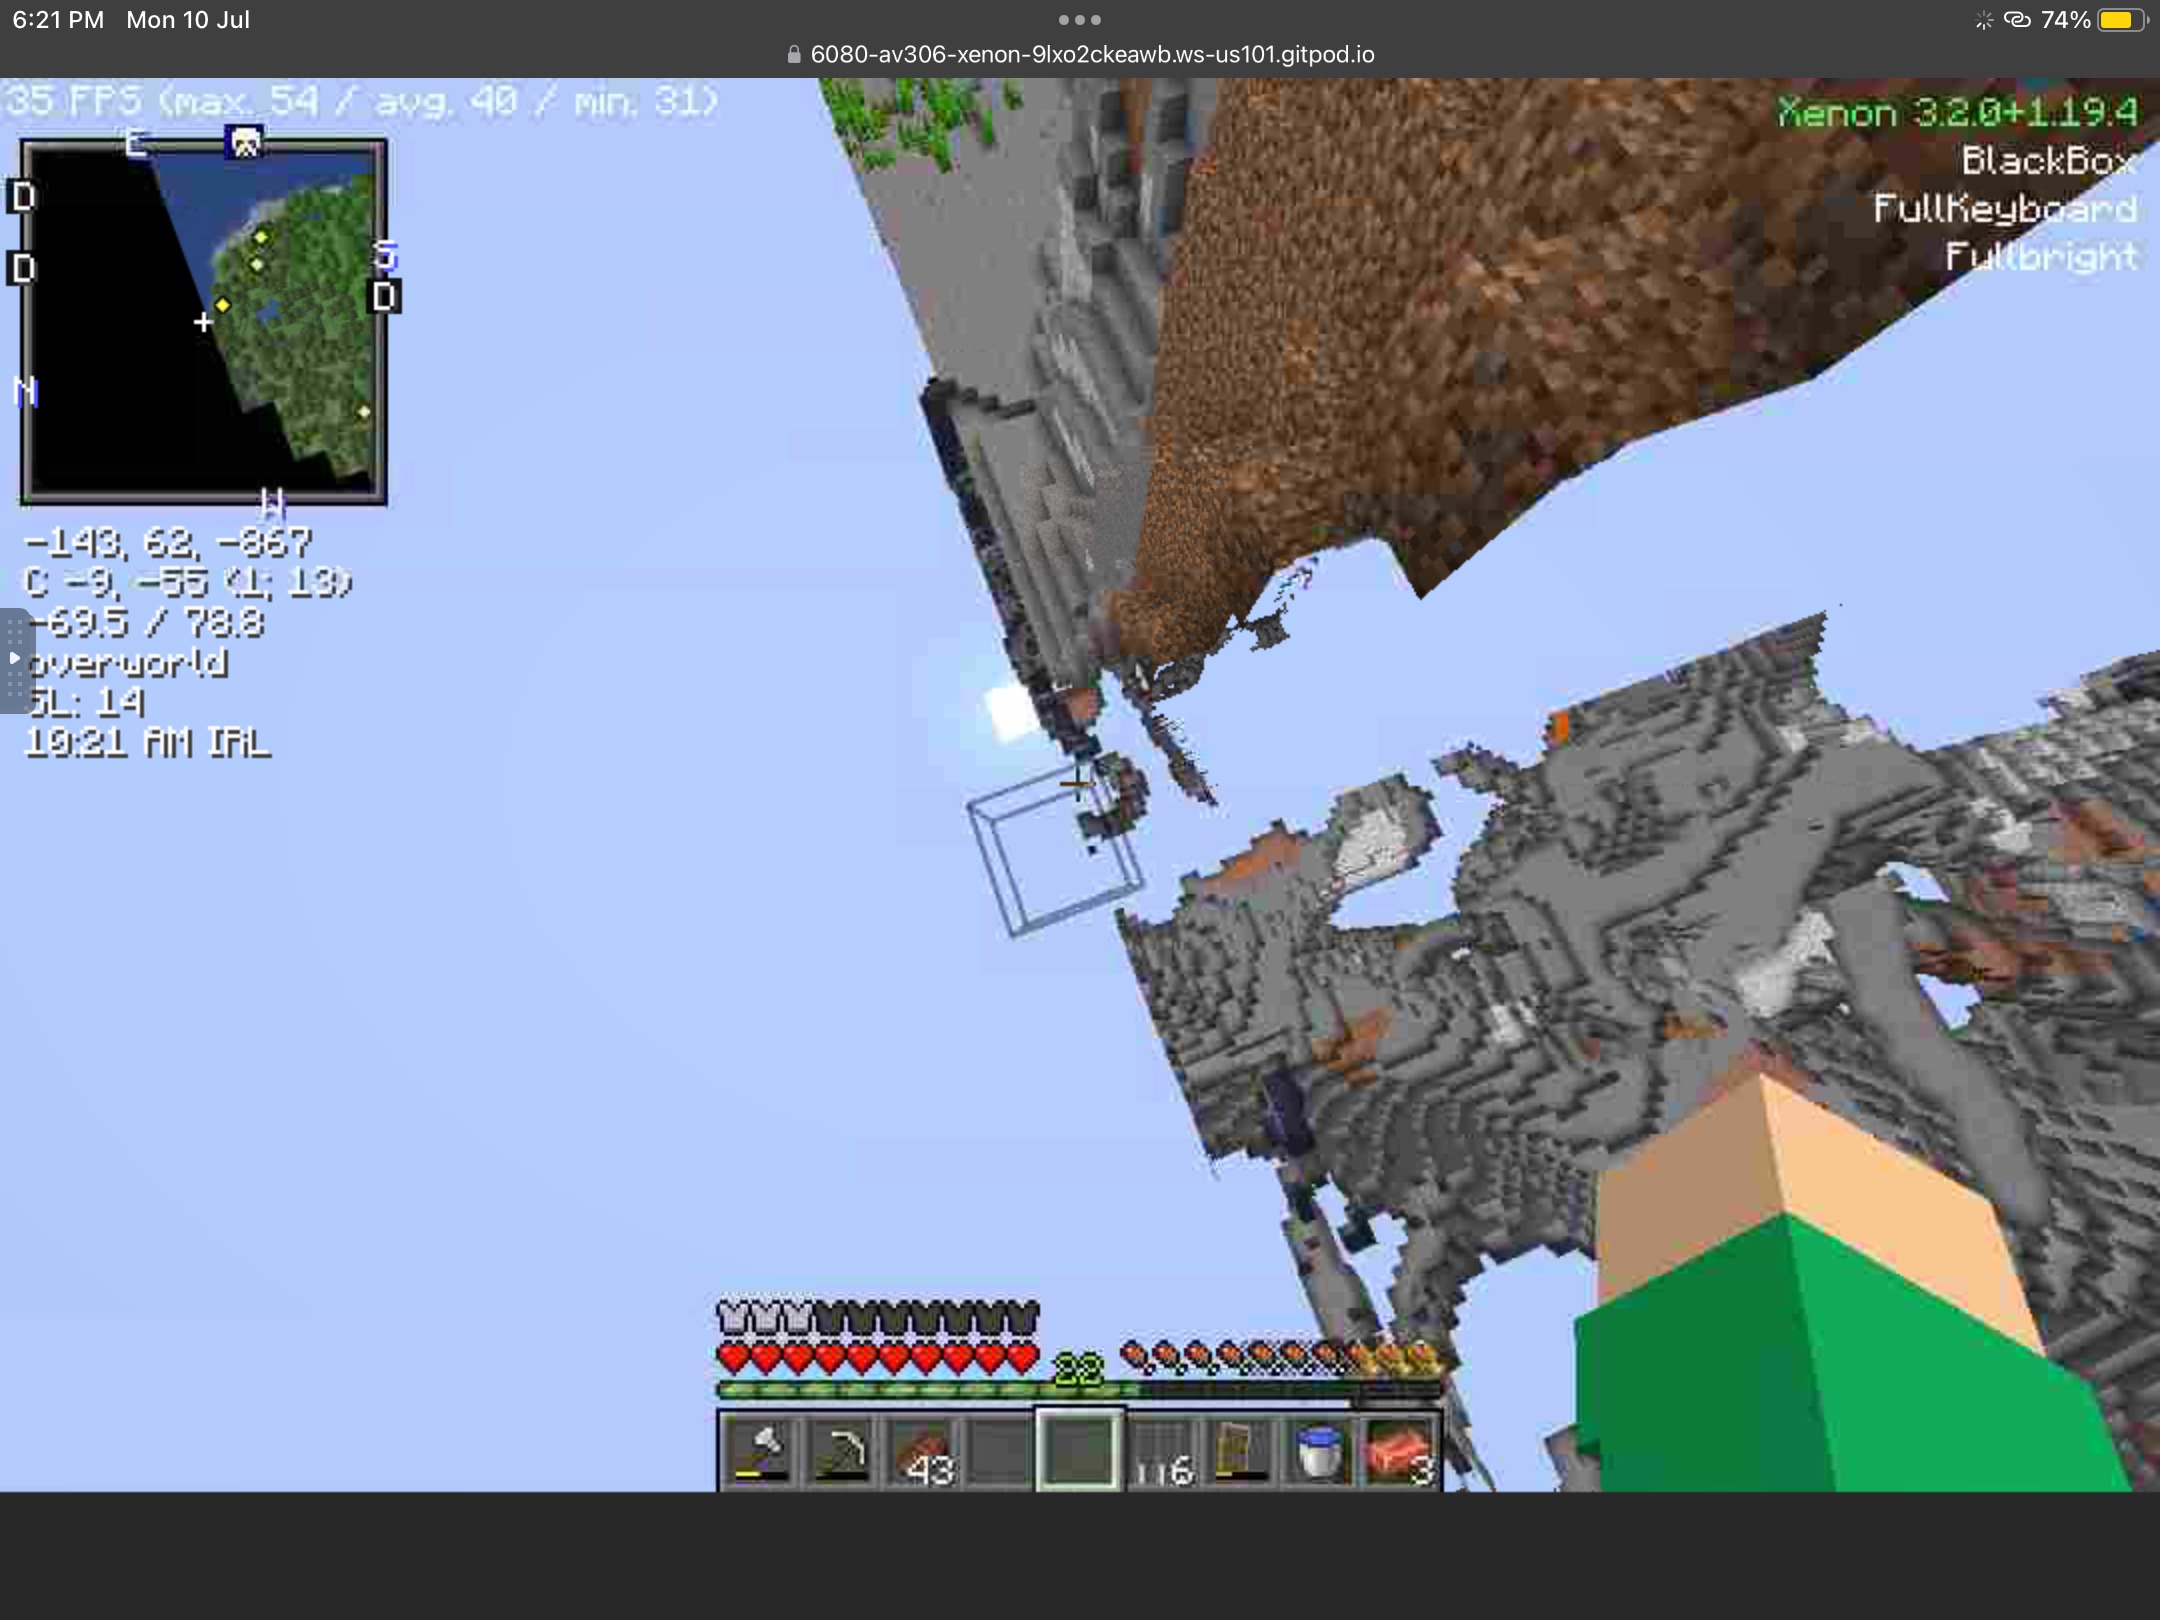 6:21 PM Mon 10 Jul
74%
6080-av306-xenon-9lxo2ckeawb.ws-us101.gitpod.io
35 FPS (max. 54 / avg. 40 / min. 31)
Xenon 3.2.0+1.19.4
BlackBox
FullKeyboard
Fullbright
E
D
S
D
D
N
W
-143, 62, -867
C -9, -55 (1; 13)
-69.5 / 78.8
overworld
SL: 14
10:21 AM IRL
22
43
116
3